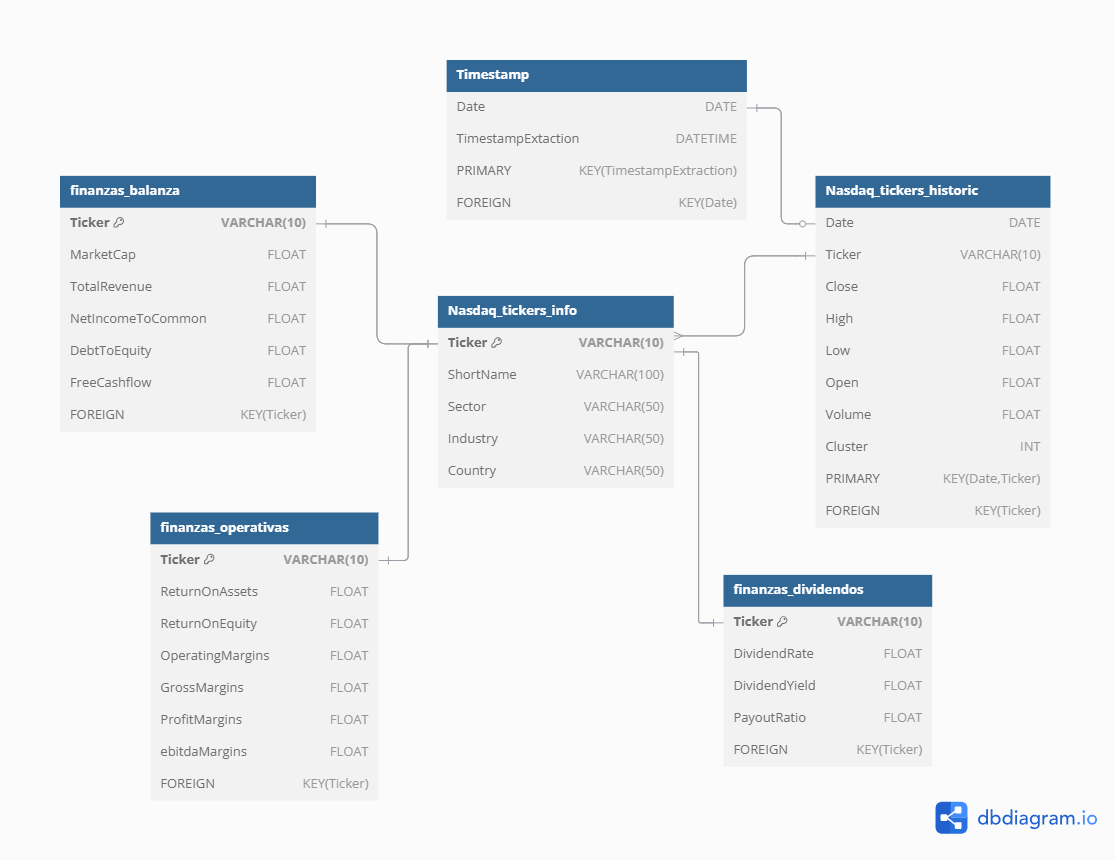 Timestamp
Date DATE
TimestampExtaction DATETIME
PRIMARY KEY(TimestampExtraction)
FOREIGN KEY(Date)
finanzas_balanza
Ticker VARCHAR(10)
MarketCap FLOAT
TotalRevenue FLOAT
NetIncomeToCommon FLOAT
DebtToEquity FLOAT
FreeCashflow FLOAT
FOREIGN KEY(Ticker)
Nasdaq_tickers_historic
Date DATE
Ticker VARCHAR(10)
Close FLOAT
High FLOAT
Low FLOAT
Open FLOAT
Volume FLOAT
Cluster INT
PRIMARY KEY(Date,Ticker)
FOREIGN KEY(Ticker)
Nasdaq_tickers_info
Ticker VARCHAR(10)
ShortName VARCHAR(100)
Sector VARCHAR(50)
Industry VARCHAR(50)
Country VARCHAR(50)
finanzas_operativas
Ticker VARCHAR(10)
ReturnOnAssets FLOAT
ReturnOnEquity FLOAT
OperatingMargins FLOAT
GrossMargins FLOAT
ProfitMargins FLOAT
ebitdaMargins FLOAT
FOREIGN KEY(Ticker)
finanzas_dividendos
Ticker VARCHAR(10)
DividendRate FLOAT
DividendYield FLOAT
PayoutRatio FLOAT
FOREIGN KEY(Ticker)
dbdiagram.io